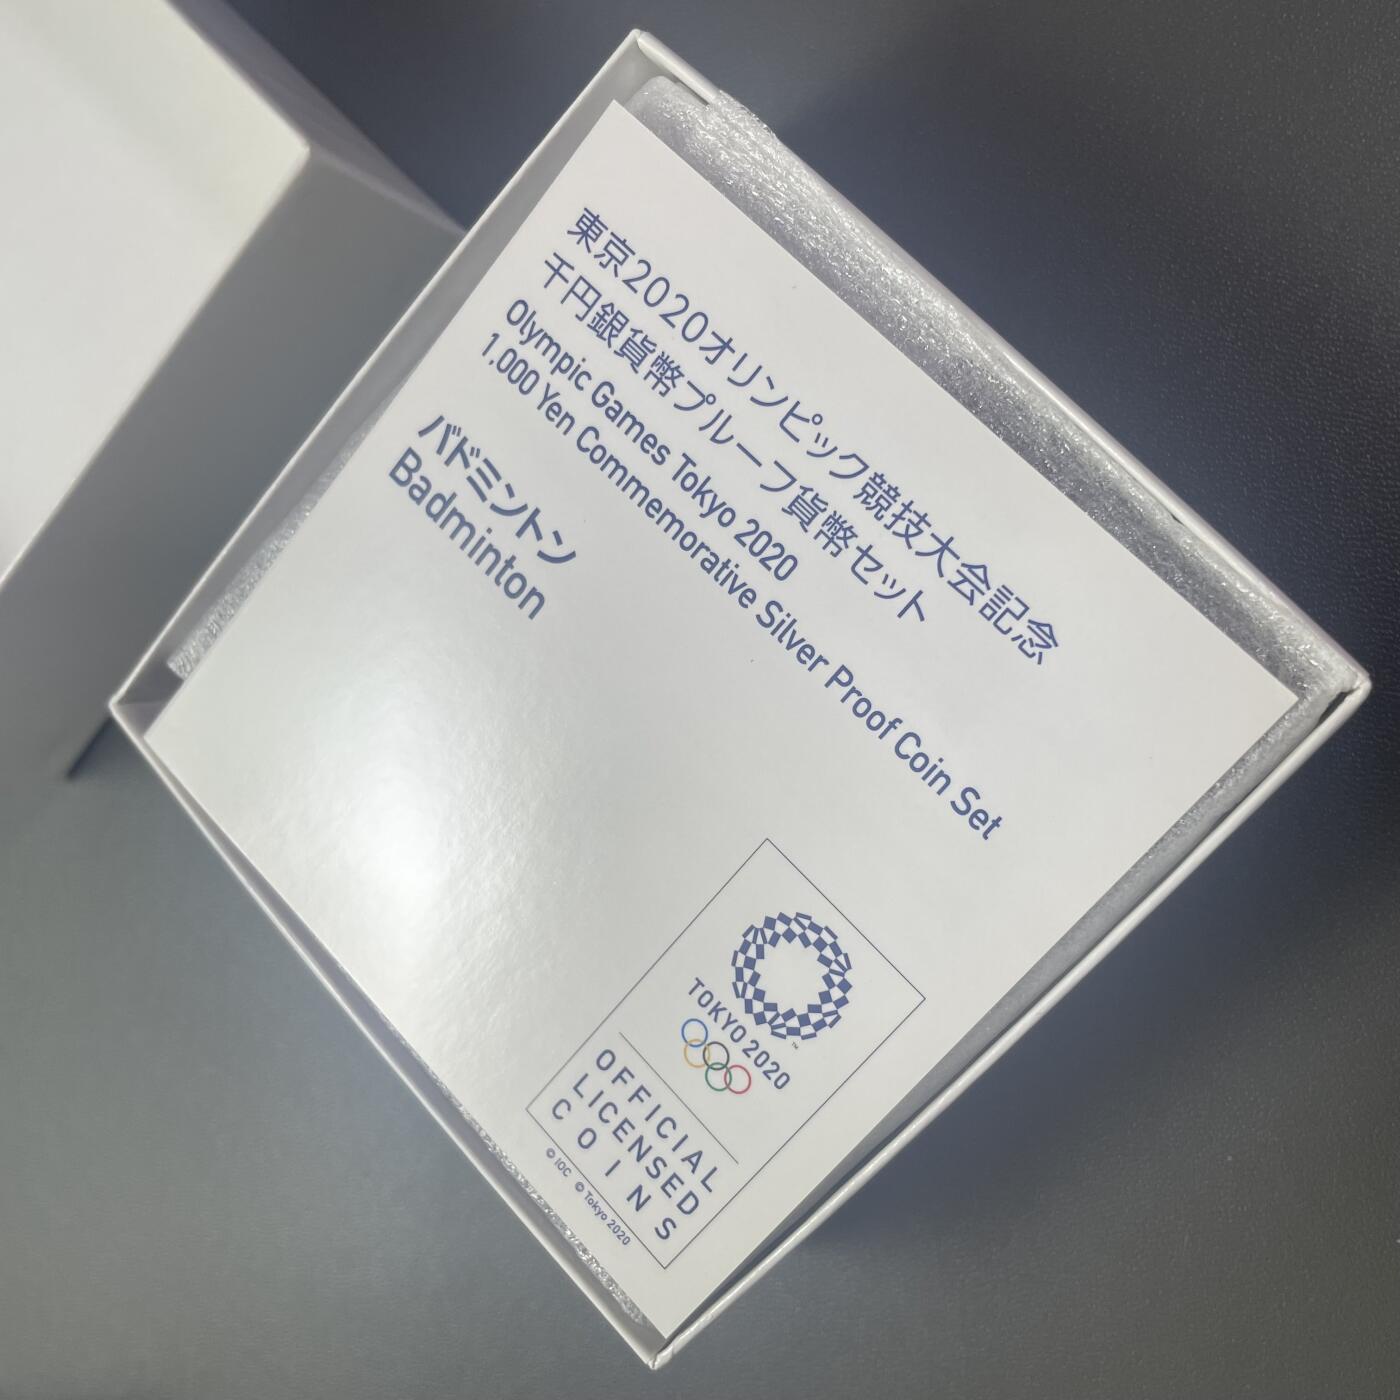 東京2020オリンピック競技大会記念
千円銀貨幣プルーフ貨幣セット
Olympic Games Tokyo 2020
1,000 Yen Commemorative Silver Proof Coin Set
バドミントン
Badminton
TM
TOKYO 2020
OFFICIAL
LICENSED
COINS
© IOC © Tokyo 2020